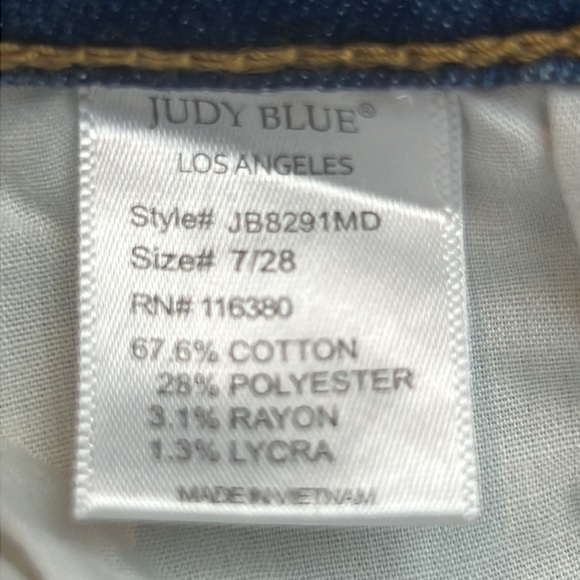 JUDY BLUE®
LOS ANGELES
Style# JB8291MD
Size# 7/28
RN# 116380
67.6% COTTON
28% POLYESTER
3.1% RAYON
1.3% LYCRA
MADE IN VIETNAM